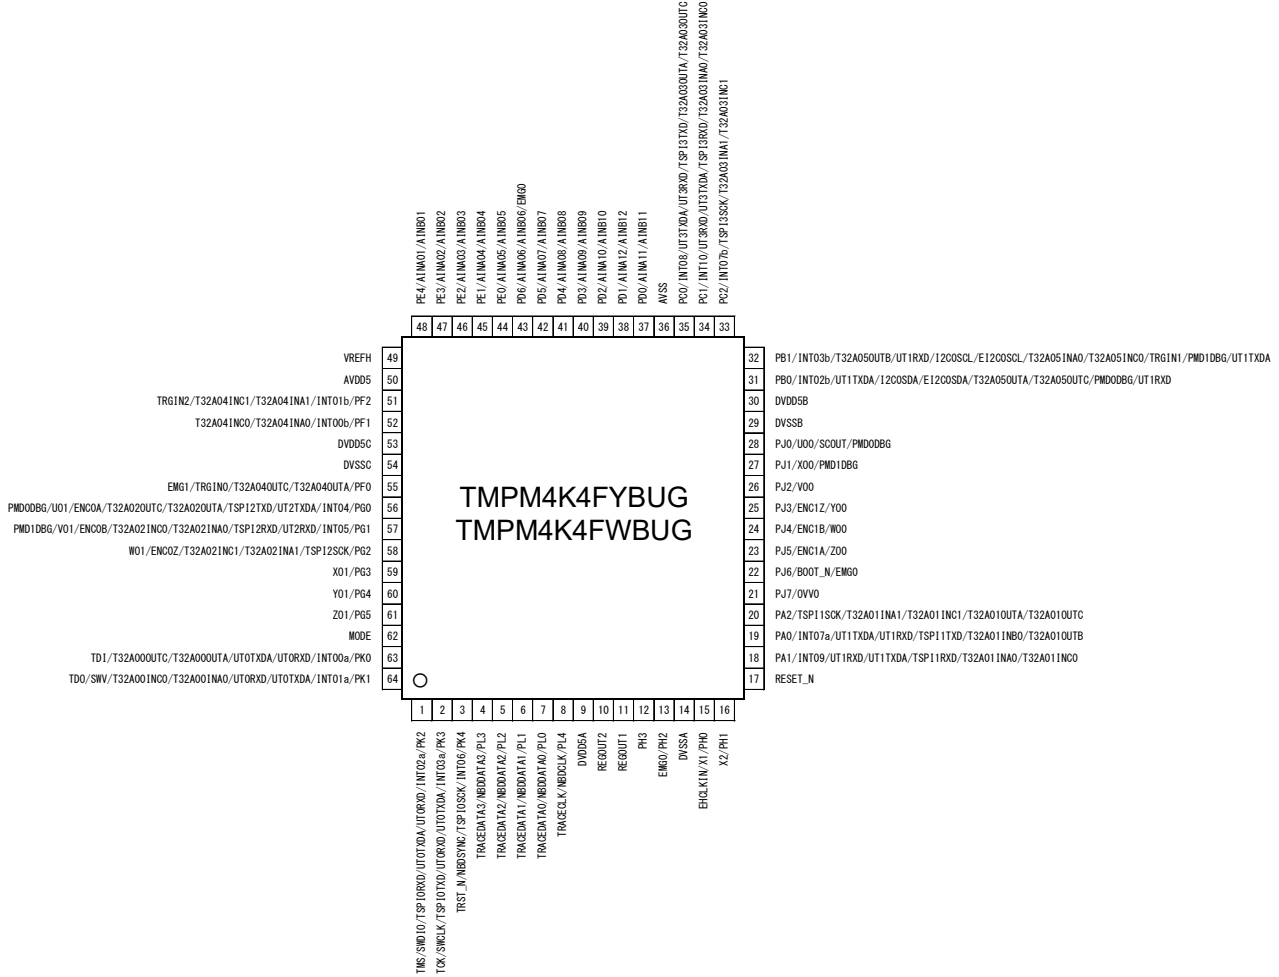 PE4/AINA01/AINB01
PE3/AINA02/AINB02
PE2/AINA03/AINB03
PE1/AINA04/AINB04
PE0/AINA05/AINB05
PD6/AINA06/AINB06/EMG0
PD5/AINA07/AINB07
PD4/AINA08/AINB08
PD3/AINA09/AINB09
PD2/AINA10/AINB10
PD1/AINA12/AINB12
PD0/AINA11/AINB11
AVSS
PC0/INT08/UT3TXDA/UT3RXD/TSPI3TXD/T32A03OUTA/T32A03OUTC
PC1/INT10/UT3RXD/UT3TXDA/TSPI3RXD/T32A03INA0/T32A03INC0
PC2/INT07b/TSPI3SCK/T32A03INA1/T32A03INC1
48 47 46 45 44 43 42 41 40 39 38 37 36 35 34 33
VREFH 49
AVDD5 50
TRGIN2/T32A04INC1/T32A04INA1/INT01b/PF2 51
T32A04INC0/T32A04INA0/INT00b/PF1 52
DVDD5C 53
DVSSC 54
EMG1/TRGIN0/T32A04OUTC/T32A04OUTA/PF0 55
PMD0DBG/UO1/ENC0A/T32A02OUTC/T32A02OUTA/TSPI2TXD/UT2TXDA/INT04/PG0 56
PMD1DBG/VO1/ENC0B/T32A02INC0/T32A02INA0/TSPI2RXD/UT2RXD/INT05/PG1 57
WO1/ENC0Z/T32A02INC1/T32A02INA1/TSPI2SCK/PG2 58
XO1/PG3 59
YO1/PG4 60
ZO1/PG5 61
MODE 62
TDI/T32A00OUTC/T32A00OUTA/UT0TXDA/UT0RXD/INT00a/PK0 63
TDO/SWV/T32A00INC0/T32A00INA0/UT0RXD/UT0TXDA/INT01a/PK1 64
TMPM4K4FYBUG
TMPM4K4FWBUG
32 PB1/INT03b/T32A05OUTB/UT1RXD/I2C0SCL/EI2C0SCL/T32A05INA0/T32A05INC0/TRGIN1/PMD1DBG/UT1TXDA
31 PB0/INT02b/UT1TXDA/I2C0SDA/EI2C0SDA/T32A05OUTA/T32A05OUTC/PMD0DBG/UT1RXD
30 DVDD5B
29 DVSSB
28 PJ0/UO0/SCOUT/PMD0DBG
27 PJ1/XO0/PMD1DBG
26 PJ2/VO0
25 PJ3/ENC1Z/YO0
24 PJ4/ENC1B/WO0
23 PJ5/ENC1A/ZO0
22 PJ6/BOOT_N/EMG0
21 PJ7/OVV0
20 PA2/TSPI1SCK/T32A01INA1/T32A01INC1/T32A01OUTA/T32A01OUTC
19 PA0/INT07a/UT1TXDA/UT1RXD/TSPI1TXD/T32A01INB0/T32A01OUTB
18 PA1/INT09/UT1RXD/UT1TXDA/TSPI1RXD/T32A01INA0/T32A01INC0
17 RESET_N
1 2 3 4 5 6 7 8 9 10 11 12 13 14 15 16
TMS/SWDIO/TSPI0RXD/UT0TXDA/UT0RXD/INT02a/PK2
TCK/SWCLK/TSPI0TXD/UT0RXD/UT0TXDA/INT03a/PK3
TRST_N/NBDSYNC/TSPI0SCK/INT06/PK4
TRACEDATA3/NBDDATA3/PL3
TRACEDATA2/NBDDATA2/PL2
TRACEDATA1/NBDDATA1/PL1
TRACEDATA0/NBDDATA0/PL0
TRACECLK/NBDCLK/PL4
DVDD5A
REGOUT2
REGOUT1
PH3
EMG0/PH2
DVSSA
EHCLKIN/X1/PH0
X2/PH1